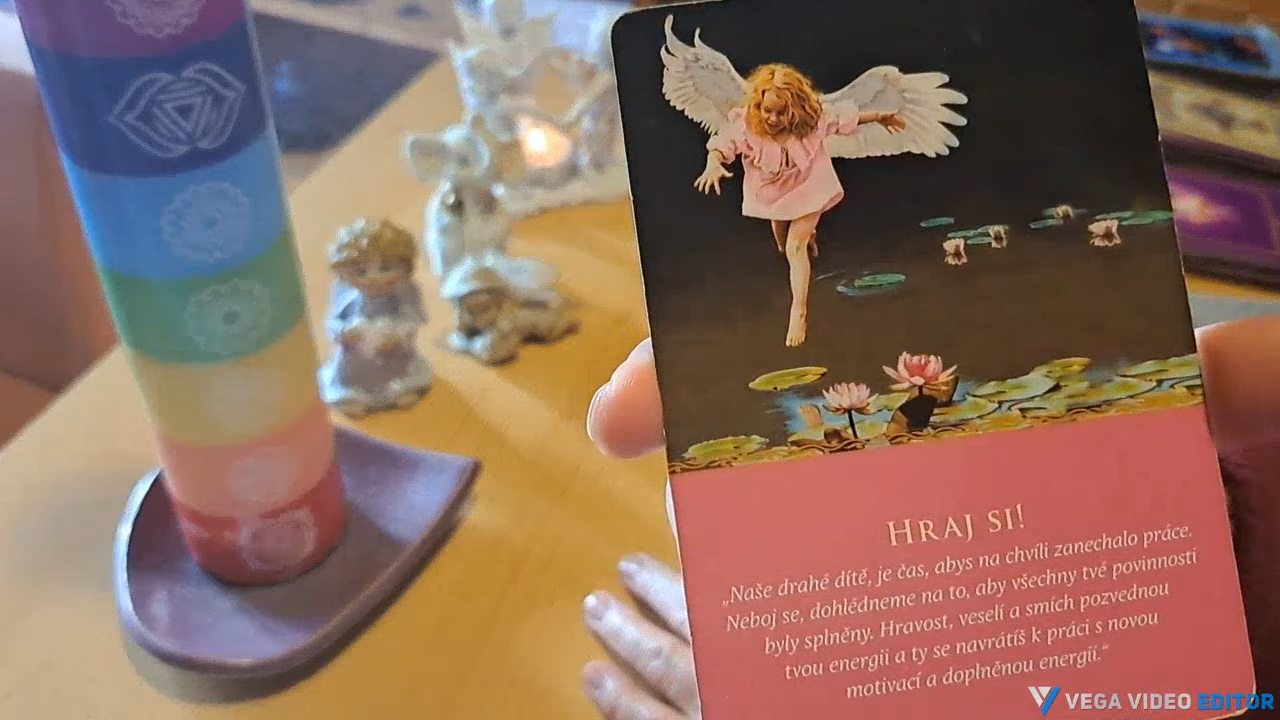 HRAJ SI!
„Naše drahé dítě, je čas, abys na chvíli zanechalo práce.
Neboj se, dohlédneme na to, aby všechny tvé povinnosti
byly splněny. Hravost, veselí a smích pozvednou
tvou energii a ty se navrátíš k práci s novou
motivací a doplněnou energií.“
VEGA VIDEO EDITOR